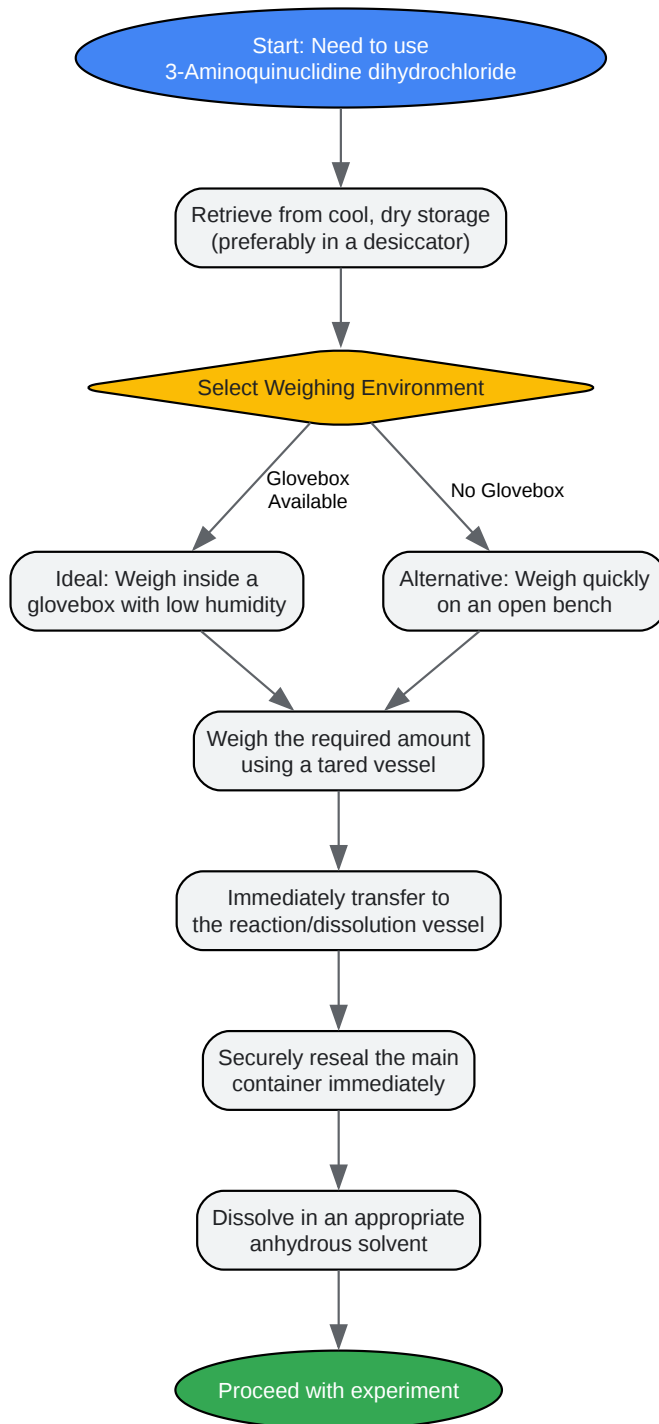 Start: Need to use
3-Aminoquinuclidine dihydrochloride
Retrieve from cool, dry storage
(preferably in a desiccator)
Select Weighing Environment
Glovebox
Available
No Glovebox
Ideal: Weigh inside a
glovebox with low humidity
Alternative: Weigh quickly
on an open bench
Weigh the required amount
using a tared vessel
Immediately transfer to
the reaction/dissolution vessel
Securely reseal the main
container immediately
Dissolve in an appropriate
anhydrous solvent
Proceed with experiment